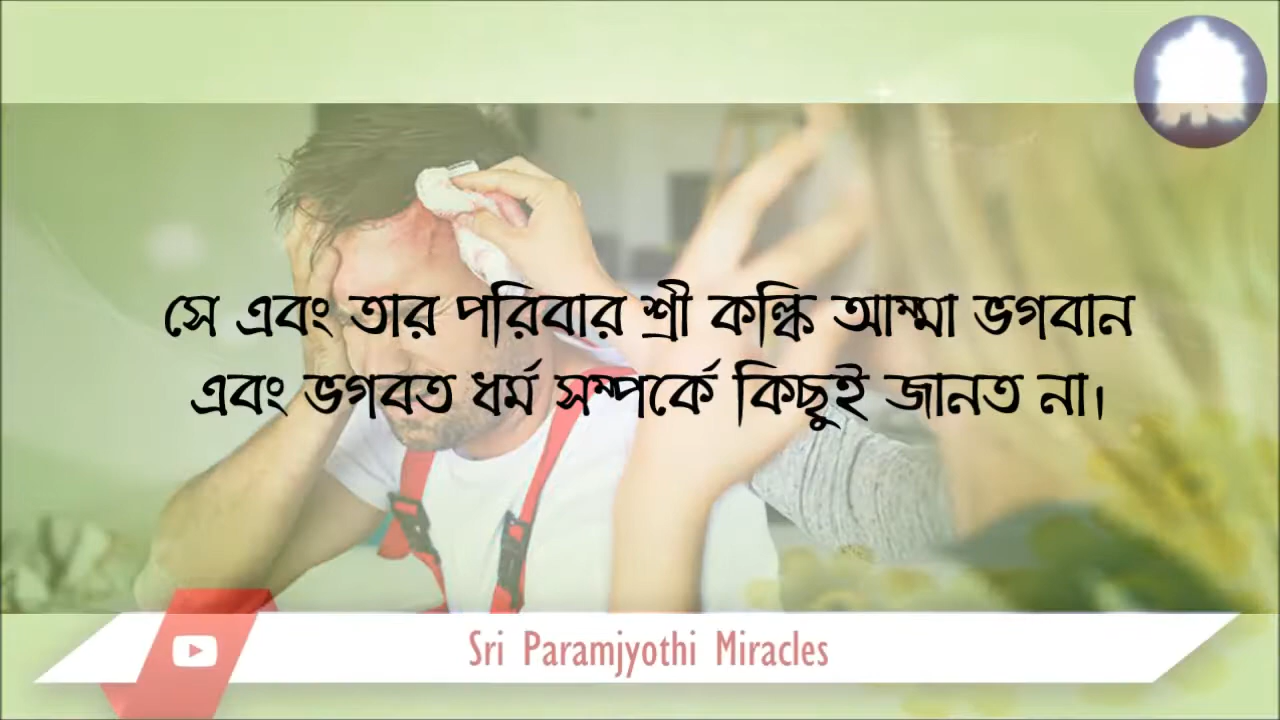 সে এবং তার পরিবার শ্রী কল্কি আম্মা ভগবান
এবং ভগবত ধর্ম সম্পর্কে কিছুই জানত না।
Sri Paramjyothi Miracles